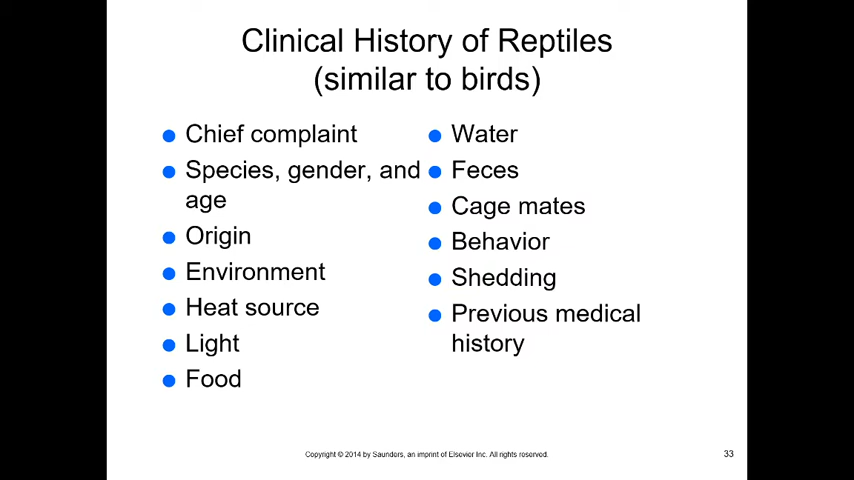 Clinical History of Reptiles
(similar to birds)
Chief complaint
Species, gender, and
age
Origin
Environment
Heat source
Light
Food
Water
Feces
Cage mates
Behavior
Shedding
Previous medical
history
Copyright © 2014 by Saunders, an imprint of Elsevier Inc. All rights reserved.
33